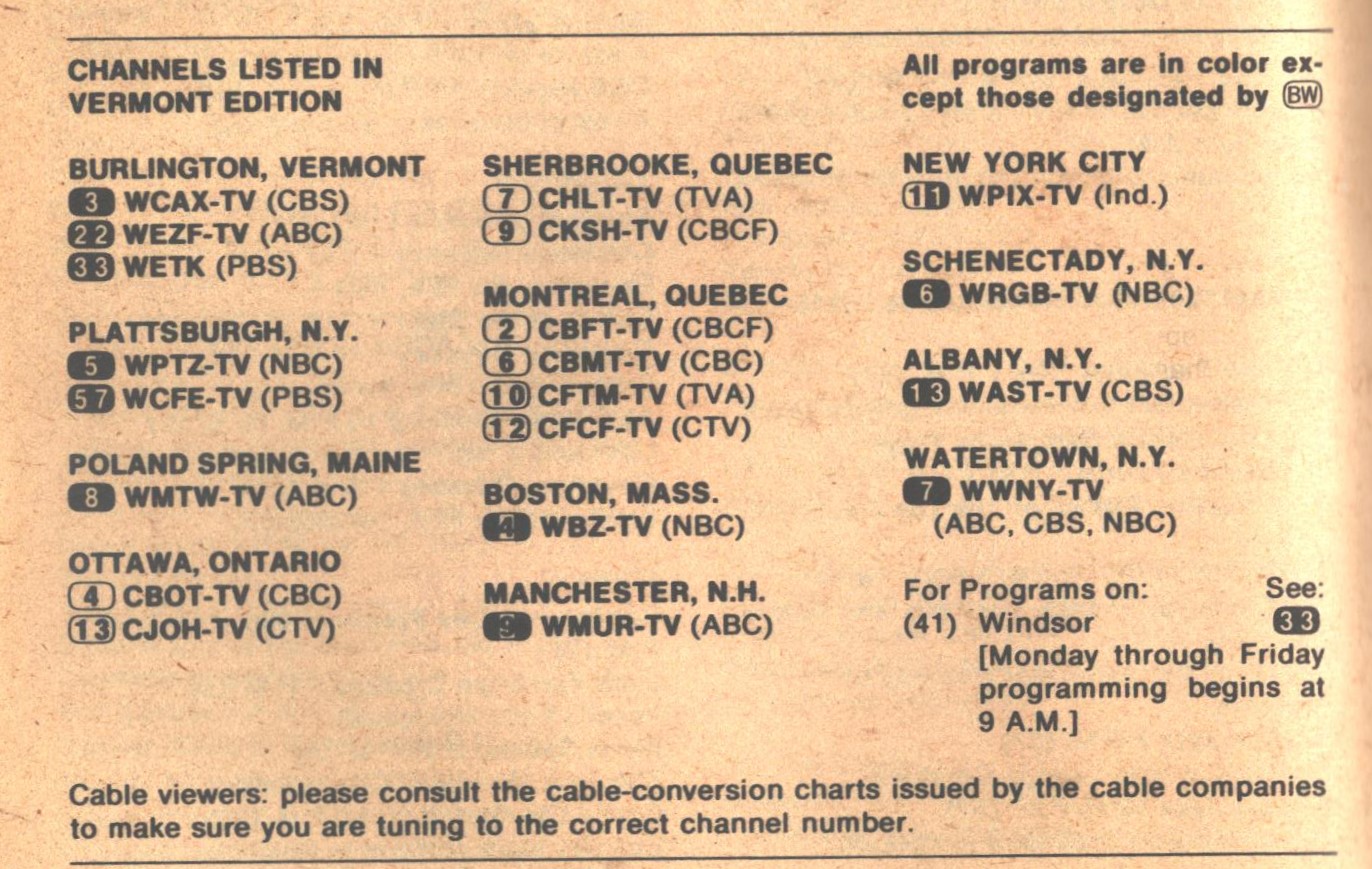 CHANNELS LISTED IN
VERMONT EDITION
All programs are in color ex-
cept those designated by BW
BURLINGTON, VERMONT
3 WCAX-TV (CBS)
22 WEZF-TV (ABC)
33 WETK (PBS)
PLATTSBURGH, N.Y.
5 WPTZ-TV (NBC)
57 WCFE-TV (PBS)
POLAND SPRING, MAINE
8 WMTW-TV (ABC)
OTTAWA, ONTARIO
4 CBOT-TV (CBC)
13 CJOH-TV (CTV)
SHERBROOKE, QUEBEC
7 CHLT-TV (TVA)
9 CKSH-TV (CBCF)
MONTREAL, QUEBEC
2 CBFT-TV (CBCF)
6 CBMT-TV (CBC)
10 CFTM-TV (TVA)
12 CFCF-TV (CTV)
BOSTON, MASS.
4 WBZ-TV (NBC)
MANCHESTER, N.H.
9 WMUR-TV (ABC)
NEW YORK CITY
11 WPIX-TV (Ind.)
SCHENECTADY, N.Y.
6 WRGB-TV (NBC)
ALBANY, N.Y.
13 WAST-TV (CBS)
WATERTOWN, N.Y.
7 WWNY-TV
(ABC, CBS, NBC)
For Programs on: See:
(41) Windsor 33
[Monday through Friday
programming begins at
9 A.M.]
Cable viewers: please consult the cable-conversion charts issued by the cable companies
to make sure you are tuning to the correct channel number.